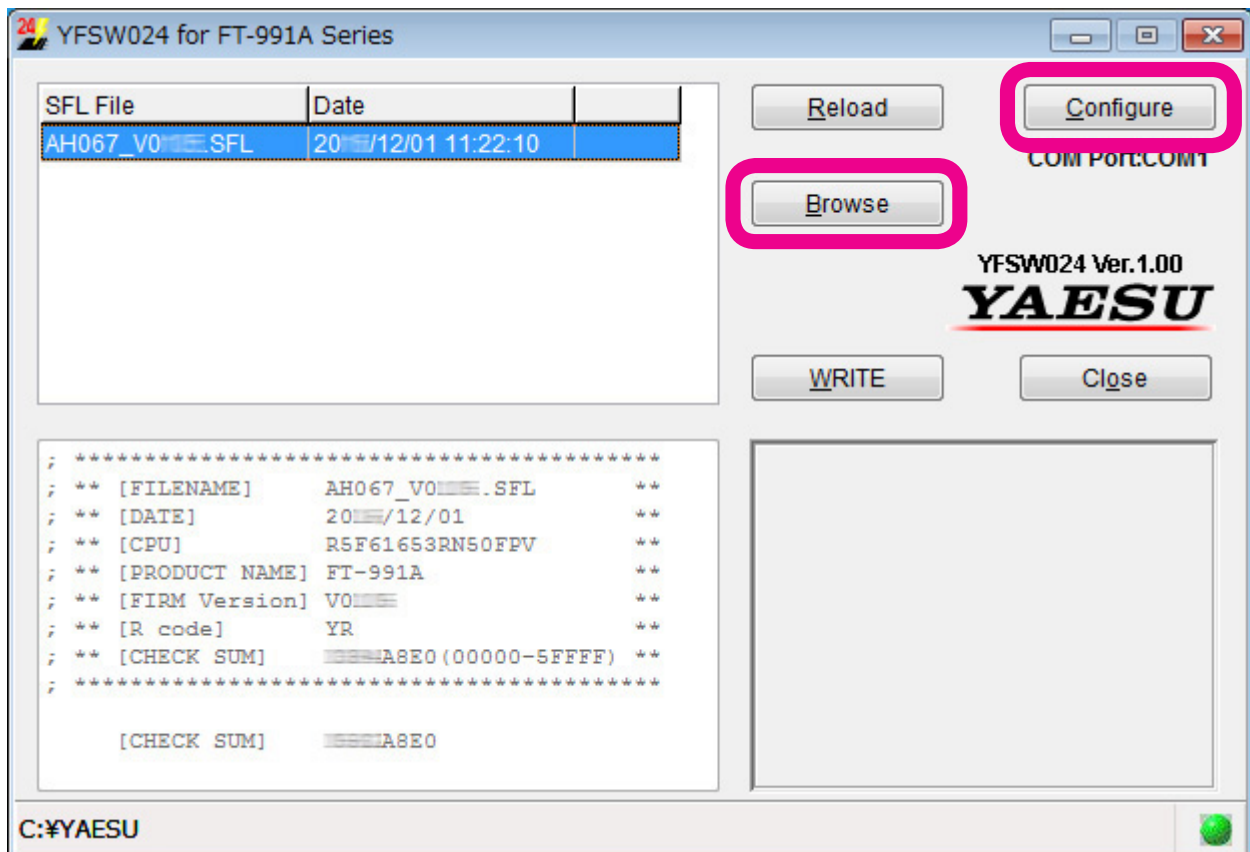 24 YFSW024 for FT-991A Series
SFL File Date
AH067_V0 .SFL 20 /12/01 11:22:10
Reload
Configure
COM Port:COM1
Browse
YFSW024 Ver.1.00
YAESU
WRITE
Close
; ******************************************
; ** [FILENAME] AH067_V0 .SFL **
; ** [DATE] 20 /12/01 **
; ** [CPU] R5F61653RN50FPV **
; ** [PRODUCT NAME] FT-991A **
; ** [FIRM Version] V0 **
; ** [R code] YR **
; ** [CHECK SUM] A8E0(00000-5FFFF) **
; ******************************************
[CHECK SUM] A8E0
C:¥YAESU